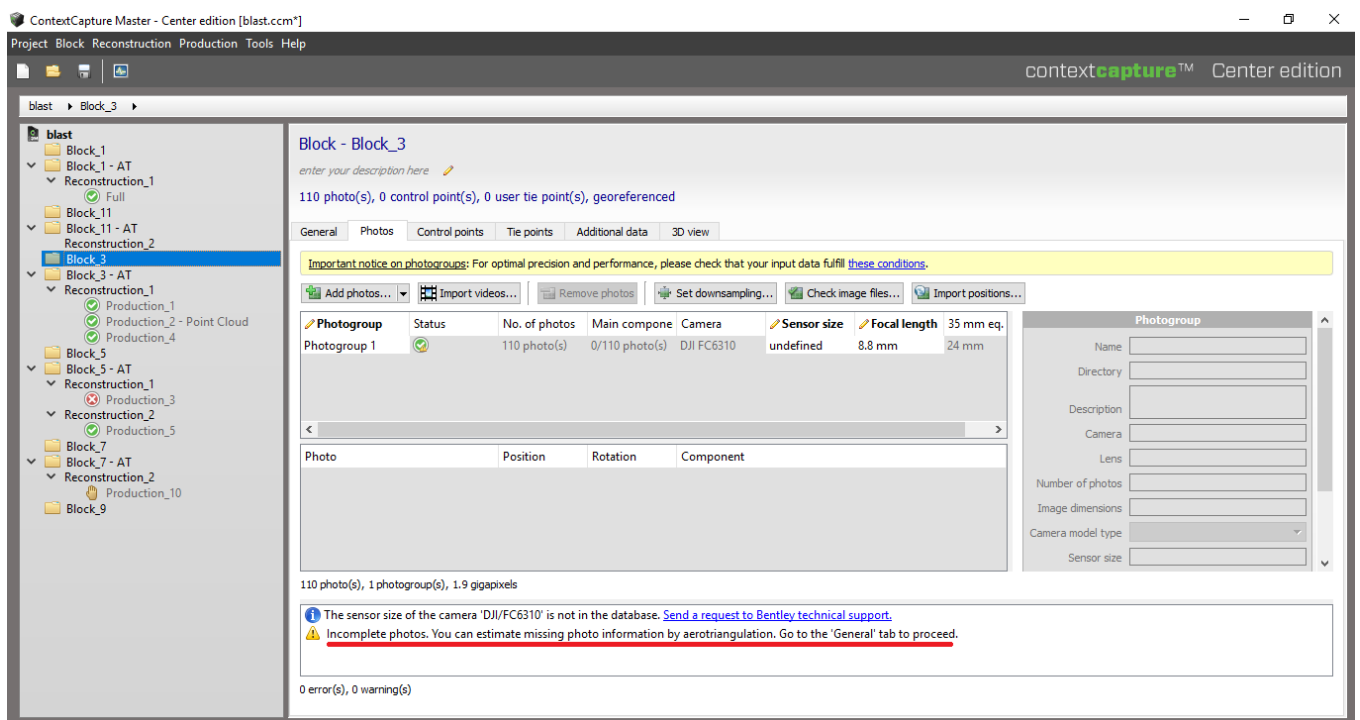 ContextCapture Master - Center edition [blast.ccm*]
Project Block Reconstruction Production Tools Help
contextcapture™ Center edition
blast Block_3
blast
Block_1
Block_1 - AT
Reconstruction_1
Full
Block_11
Block_11 - AT
Reconstruction_2
Block_3
Block_3 - AT
Reconstruction_1
Production_1
Production_2 - Point Cloud
Production_4
Block_5
Block_5 - AT
Reconstruction_1
Production_3
Reconstruction_2
Production_5
Block_7
Block_7 - AT
Reconstruction_2
Production_10
Block_9
Block - Block_3
enter your description here
110 photo(s), 0 control point(s), 0 user tie point(s), georeferenced
General Photos Control points Tie points Additional data 3D view
Important notice on photogroups: For optimal precision and performance, please check that your input data fulfill these conditions.
Add photos... Import videos... Remove photos Set downsampling... Check image files... Import positions...
Photogroup Status No. of photos Main compone Camera Sensor size Focal length 35 mm eq.
Photogroup 1 110 photo(s) 0/110 photo(s) DJI FC6310 undefined 8.8 mm 24 mm
Photo Position Rotation Component
Photogroup
Name
Directory
Description
Camera
Lens
Number of photos
Image dimensions
Camera model type
Sensor size
110 photo(s), 1 photogroup(s), 1.9 gigapixels
The sensor size of the camera 'DJI/FC6310' is not in the database. Send a request to Bentley technical support.
Incomplete photos. You can estimate missing photo information by aerotriangulation. Go to the 'General' tab to proceed.
0 error(s), 0 warning(s)